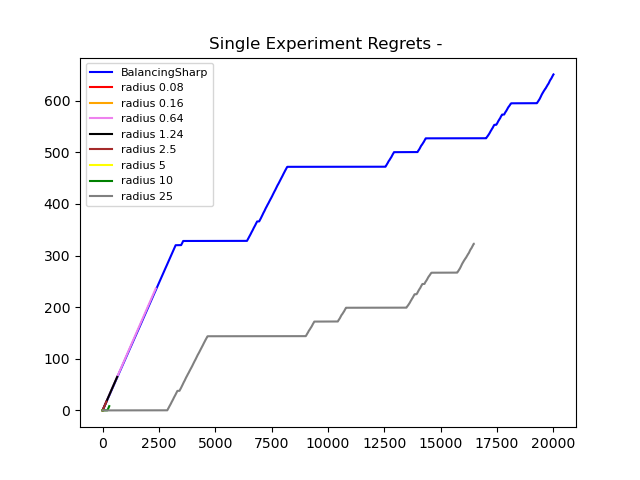 Single Experiment Regrets -
BalancingSharp
radius 0.08
radius 0.16
radius 0.64
radius 1.24
radius 2.5
radius 5
radius 10
radius 25
600
500
400
300
200
100
0
0 2500 5000 7500 10000 12500 15000 17500 20000